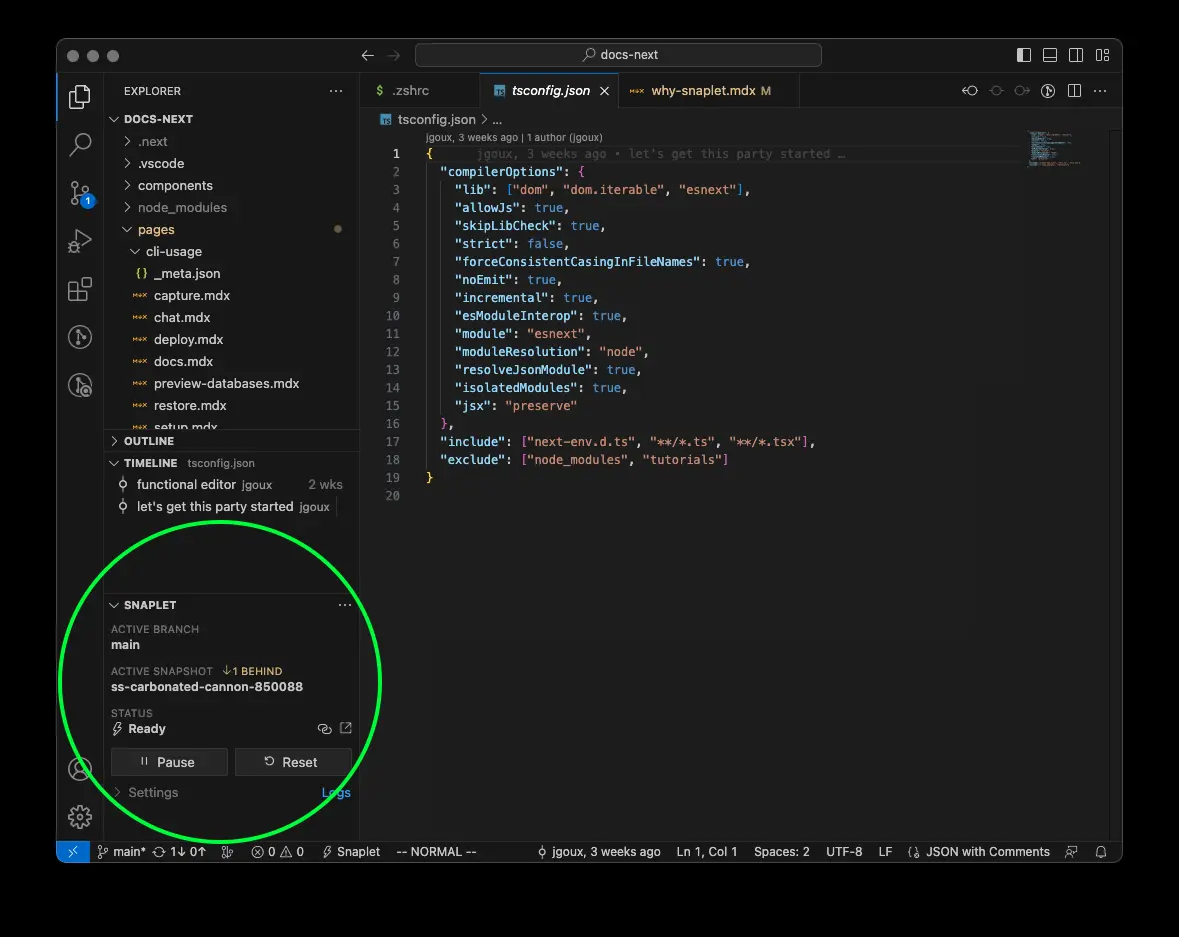 docs-next
EXPLORER
DOCS-NEXT
.next
.vscode
components
node_modules
pages
cli-usage
{} _meta.json
M↓X capture.mdx
M↓X chat.mdx
M↓X deploy.mdx
M↓X docs.mdx
M↓X preview-databases.mdx
M↓X restore.mdx
M↓X setup.mdx
OUTLINE
TIMELINE tsconfig.json
functional editor jgoux 2 wks
let's get this party started jgoux
SNAPLET
ACTIVE BRANCH
main
ACTIVE SNAPSHOT ↓1 BEHIND
ss-carbonated-cannon-850088
STATUS
Ready
Pause Reset
Settings Logs
$ .zshrc TS tsconfig.json M↓X why-snaplet.mdx M
TS tsconfig.json > ...
jgoux, 3 weeks ago | 1 author (jgoux)
1 { jgoux, 3 weeks ago • let's get this party started …
2 "compilerOptions": {
3 "lib": ["dom", "dom.iterable", "esnext"],
4 "allowJs": true,
5 "skipLibCheck": true,
6 "strict": false,
7 "forceConsistentCasingInFileNames": true,
8 "noEmit": true,
9 "incremental": true,
10 "esModuleInterop": true,
11 "module": "esnext",
12 "moduleResolution": "node",
13 "resolveJsonModule": true,
14 "isolatedModules": true,
15 "jsx": "preserve"
16 },
17 "include": ["next-env.d.ts", "**/*.ts", "**/*.tsx"],
18 "exclude": ["node_modules", "tutorials"]
19 }
20
main* 1↓ 0↑ 0 0 Snaplet -- NORMAL -- jgoux, 3 weeks ago Ln 1, Col 1 Spaces: 2 UTF-8 LF JSON with Comments
1